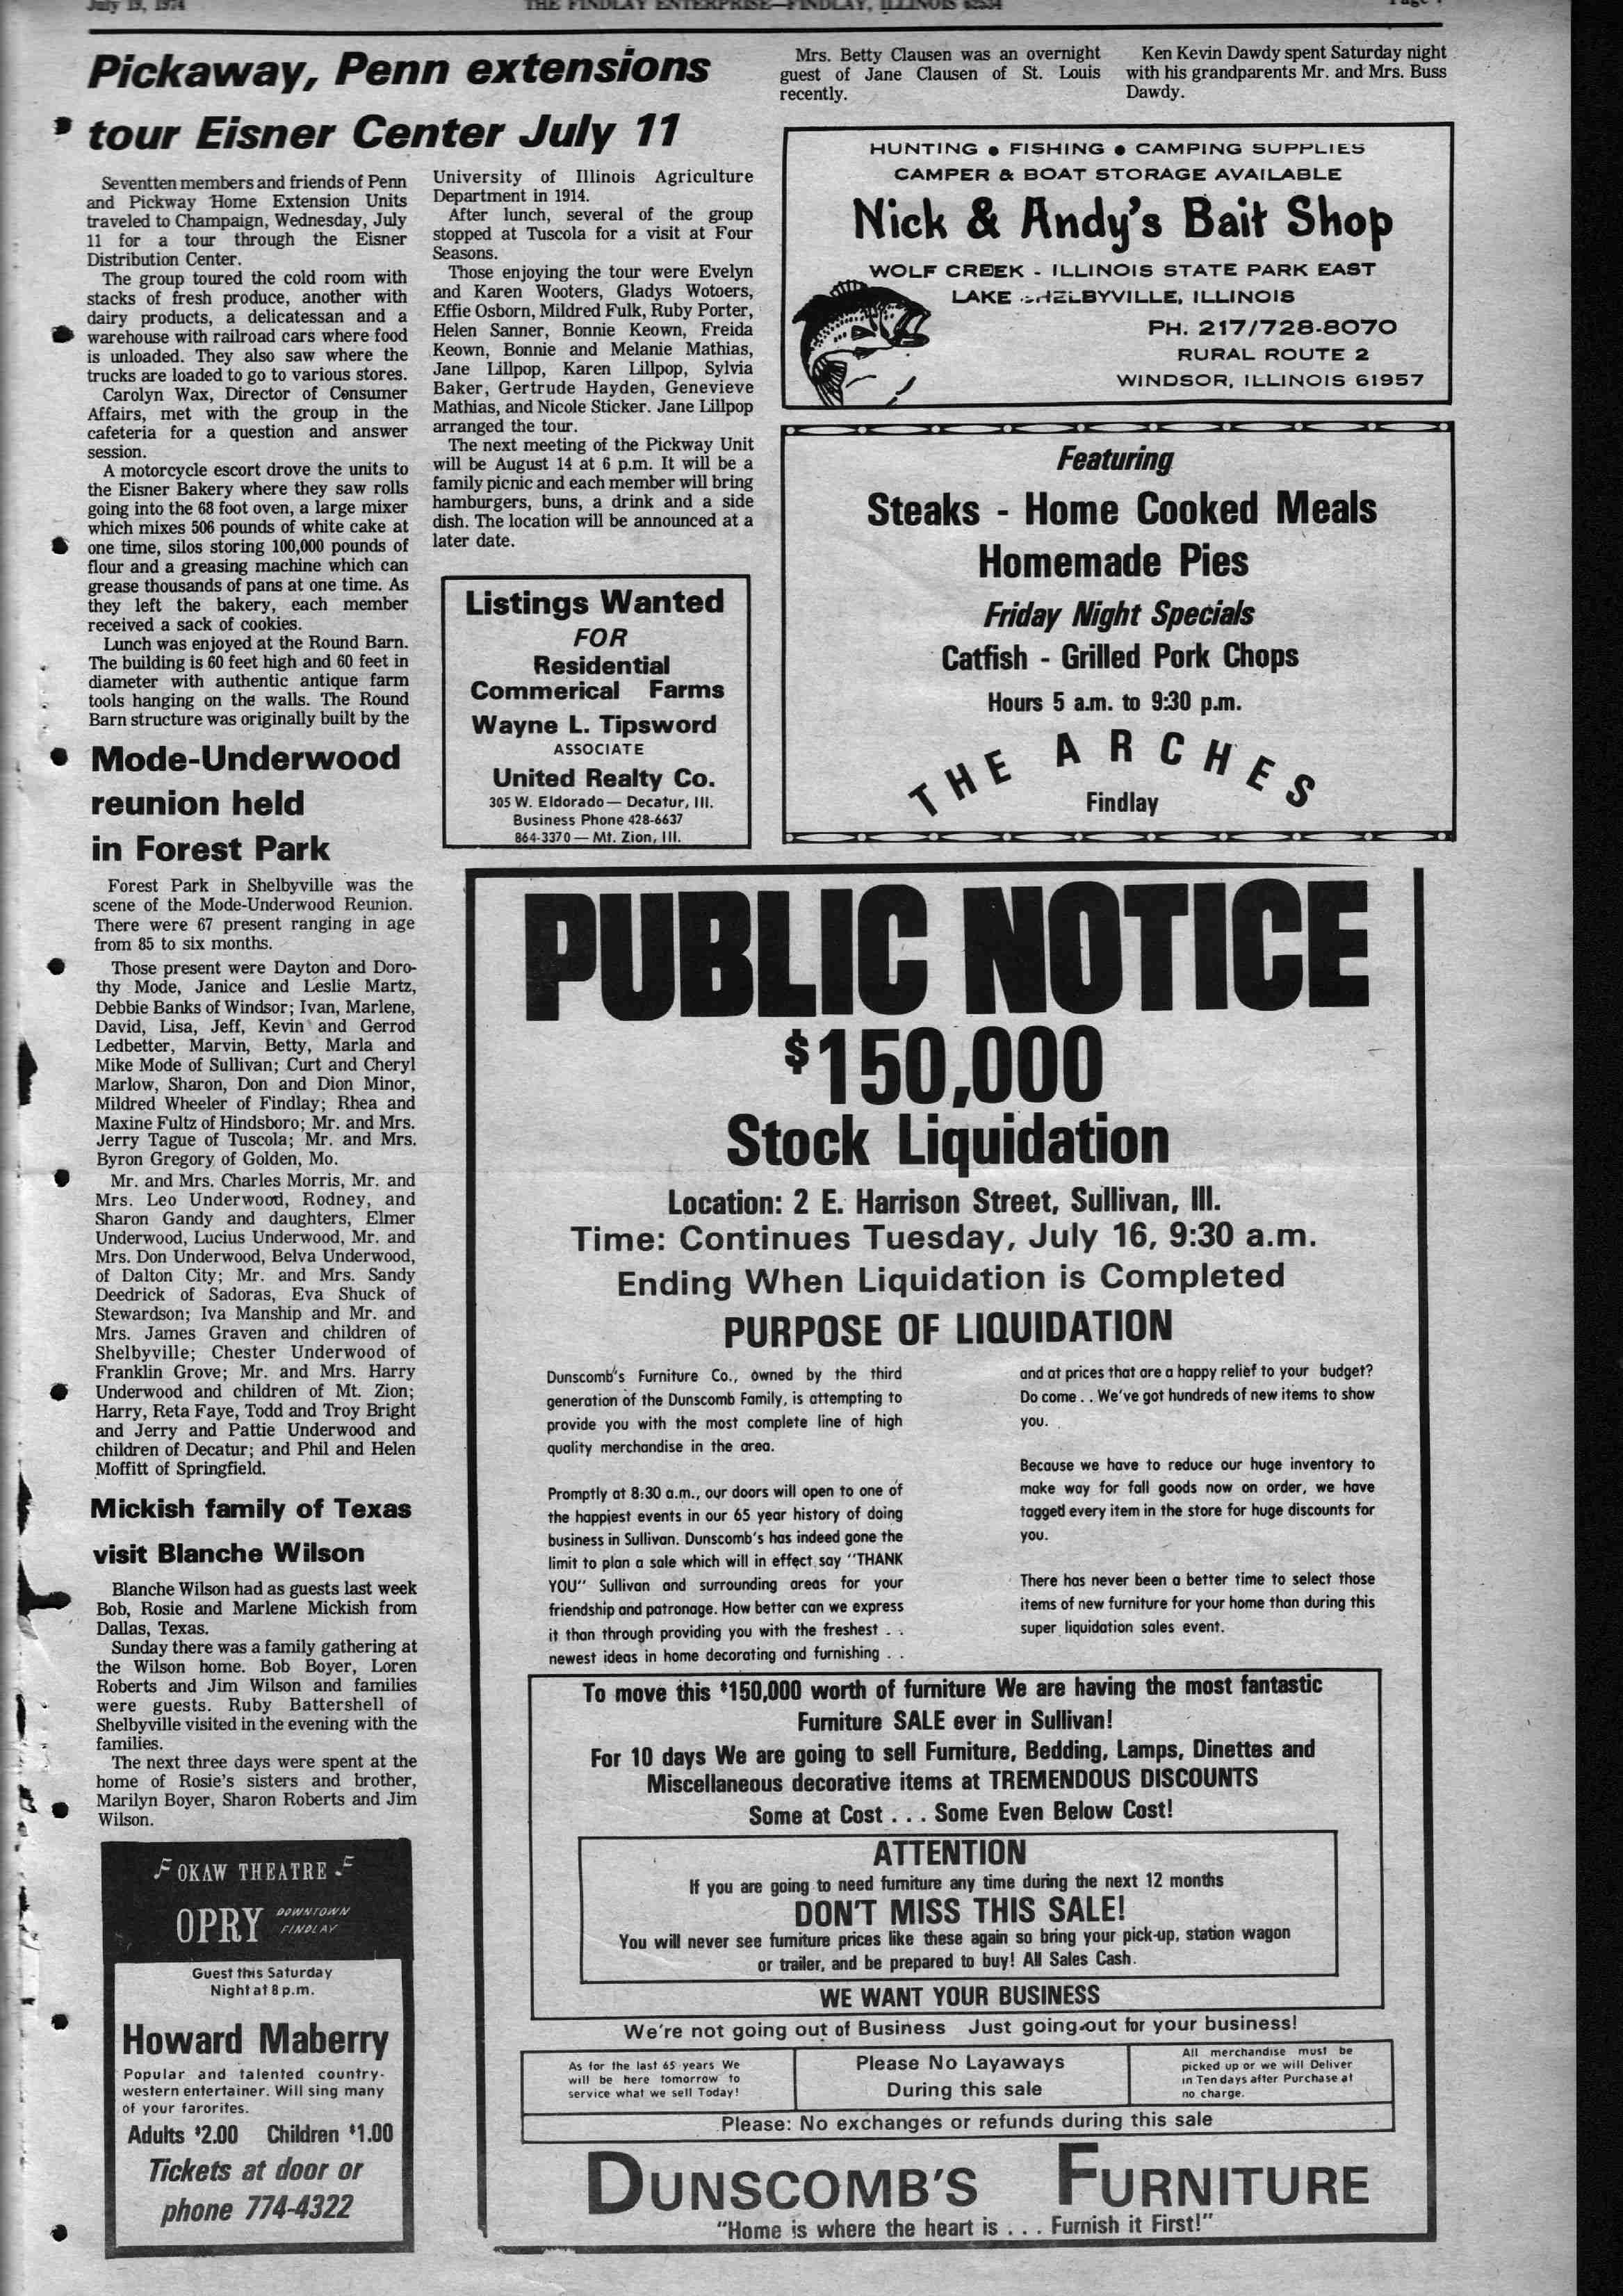 July 19, 1974
THE FINDLAY ENTERPRISE—FINDLAY, ILLINOIS 62534
Page
Pickaway, Penn extensions
tour Eisner Center July 11
Seventten members and friends of Penn
and Pickway Home Extension Units
traveled to Champaign, Wednesday, July
11 for a tour through the Eisner
Distribution Center.
The group toured the cold room with
stacks of fresh produce, another with
dairy products, a delicatessan and a
warehouse with railroad cars where food
is unloaded. They also saw where the
trucks are loaded to go to various stores.
Carolyn Wax, Director of Consumer
Affairs, met with the group in the
cafeteria for a question and answer
session.
A motorcycle escort drove the units to
the Eisner Bakery where they saw rolls
going into the 68 foot oven, a large mixer
which mixes 506 pounds of white cake at
one time, silos storing 100,000 pounds of
flour and a greasing machine which can
grease thousands of pans at one time. As
they left the bakery, each member
received a sack of cookies.
Lunch was enjoyed at the Round Barn.
The building is 60 feet high and 60 feet in
diameter with authentic antique farm
tools hanging on the walls. The Round
Barn structure was originally built by the
University of Illinois Agriculture
Department in 1914.
After lunch, several of the group
stopped at Tuscola for a visit at Four
Seasons.
Those enjoying the tour were Evelyn
and Karen Wooters, Gladys Wotoers,
Effie Osborn, Mildred Fulk, Ruby Porter,
Helen Sanner, Bonnie Keown, Freida
Keown, Bonnie and Melanie Mathias,
Jane Lillpop, Karen Lillpop, Sylvia
Baker, Gertrude Hayden, Genevieve
Mathias, and Nicole Sticker. Jane Lillpop
arranged the tour.
The next meeting of the Pickway Unit
will be August 14 at 6 p.m. It will be a
family picnic and each member will bring
hamburgers, buns, a drink and a side
dish. The location will be announced at a
later date.
Mrs. Betty Clausen was an overnight
guest of Jane Clausen of St. Louis
recently.
Ken Kevin Dawdy spent Saturday night
with his grandparents Mr. and Mrs. Buss
Dawdy.
HUNTING • FISHING • CAMPING SUPPLIES
CAMPER & BOAT STORAGE AVAILABLE
Nick & Andy's Bait Shop
WOLF CREEK - ILLINOIS STATE PARK EAST
LAKE SHELBYVILLE, ILLINOIS
PH. 217/728-8070
RURAL ROUTE 2
WINDSOR, ILLINOIS 61957
Featuring
Steaks - Home Cooked Meals
Homemade Pies
Friday Night Specials
Catfish - Grilled Pork Chops
Hours 5 a.m. to 9:30 p.m.
THE ARCHES
Findlay
Listings Wanted
FOR
Residential
Commerical Farms
Wayne L. Tipsword
ASSOCIATE
United Realty Co.
305 W. Eldorado — Decatur, Ill.
Business Phone 428-6637
864-3370 — Mt. Zion, Ill.
Mode-Underwood
reunion held
in Forest Park
Forest Park in Shelbyville was the
scene of the Mode-Underwood Reunion.
There were 67 present ranging in age
from 85 to six months.
Those present were Dayton and Doro-
thy Mode, Janice and Leslie Martz,
Debbie Banks of Windsor; Ivan, Marlene,
David, Lisa, Jeff, Kevin and Gerrod
Ledbetter, Marvin, Betty, Marla and
Mike Mode of Sullivan; Curt and Cheryl
Marlow, Sharon, Don and Dion Minor,
Mildred Wheeler of Findlay; Rhea and
Maxine Fultz of Hindsboro; Mr. and Mrs.
Jerry Tague of Tuscola; Mr. and Mrs.
Byron Gregory of Golden, Mo.
Mr. and Mrs. Charles Morris, Mr. and
Mrs. Leo Underwood, Rodney, and
Sharon Gandy and daughters, Elmer
Underwood, Lucius Underwood, Mr. and
Mrs. Don Underwood, Belva Underwood,
of Dalton City; Mr. and Mrs. Sandy
Deedrick of Sadoras, Eva Shuck of
Stewardson; Iva Manship and Mr. and
Mrs. James Graven and children of
Shelbyville; Chester Underwood of
Franklin Grove; Mr. and Mrs. Harry
Underwood and children of Mt. Zion;
Harry, Reta Faye, Todd and Troy Bright
and Jerry and Pattie Underwood and
children of Decatur; and Phil and Helen
Moffitt of Springfield.
Mickish family of Texas
visit Blanche Wilson
Blanche Wilson had as guests last week
Bob, Rosie and Marlene Mickish from
Dallas, Texas.
Sunday there was a family gathering at
the Wilson home. Bob Boyer, Loren
Roberts and Jim Wilson and families
were guests. Ruby Battershell of
Shelbyville visited in the evening with the
families.
The next three days were spent at the
home of Rosie's sisters and brother,
Marilyn Boyer, Sharon Roberts and Jim
Wilson.
OKAW THEATRE
OPRY DOWNTOWN
FINDLAY
Guest this Saturday
Night at 8 p.m.
Howard Maberry
Popular and talented country-
western entertainer. Will sing many
of your farorites.
Adults $2.00 Children $1.00
Tickets at door or
phone 774-4322
PUBLIC NOTICE
$150,000
Stock Liquidation
Location: 2 E. Harrison Street, Sullivan, Ill.
Time: Continues Tuesday, July 16, 9:30 a.m.
Ending When Liquidation is Completed
PURPOSE OF LIQUIDATION
Dunscomb's Furniture Co., owned by the third
generation of the Dunscomb Family, is attempting to
provide you with the most complete line of high
quality merchandise in the area.
Promptly at 8:30 a.m., our doors will open to one of
the happiest events in our 65 year history of doing
business in Sullivan. Dunscomb's has indeed gone the
limit to plan a sale which will in effect say "THANK
YOU" Sullivan and surrounding areas for your
friendship and patronage. How better can we express
it than through providing you with the freshest . .
newest ideas in home decorating and furnishing . .
and at prices that are a happy relief to your budget?
Do come . . We've got hundreds of new items to show
you.
Because we have to reduce our huge inventory to
make way for fall goods now on order, we have
tagged every item in the store for huge discounts for
you.
There has never been a better time to select those
items of new furniture for your home than during this
super liquidation sales event.
To move this $150,000 worth of furniture We are having the most fantastic
Furniture SALE ever in Sullivan!
For 10 days We are going to sell Furniture, Bedding, Lamps, Dinettes and
Miscellaneous decorative items at TREMENDOUS DISCOUNTS
Some at Cost . . . Some Even Below Cost!
ATTENTION
If you are going to need furniture any time during the next 12 months
DON'T MISS THIS SALE!
You will never see furniture prices like these again so bring your pick-up, station wagon
or trailer, and be prepared to buy! All Sales Cash.
WE WANT YOUR BUSINESS
We're not going out of Business Just going out for your business!
As for the last 65 years We
will be here tomorrow to
service what we sell Today!
Please No Layaways
During this sale
All merchandise must be
picked up or we will Deliver
in Ten days after Purchase at
no charge.
Please: No exchanges or refunds during this sale
DUNSCOMB'S FURNITURE
"Home is where the heart is . . . Furnish it First!"